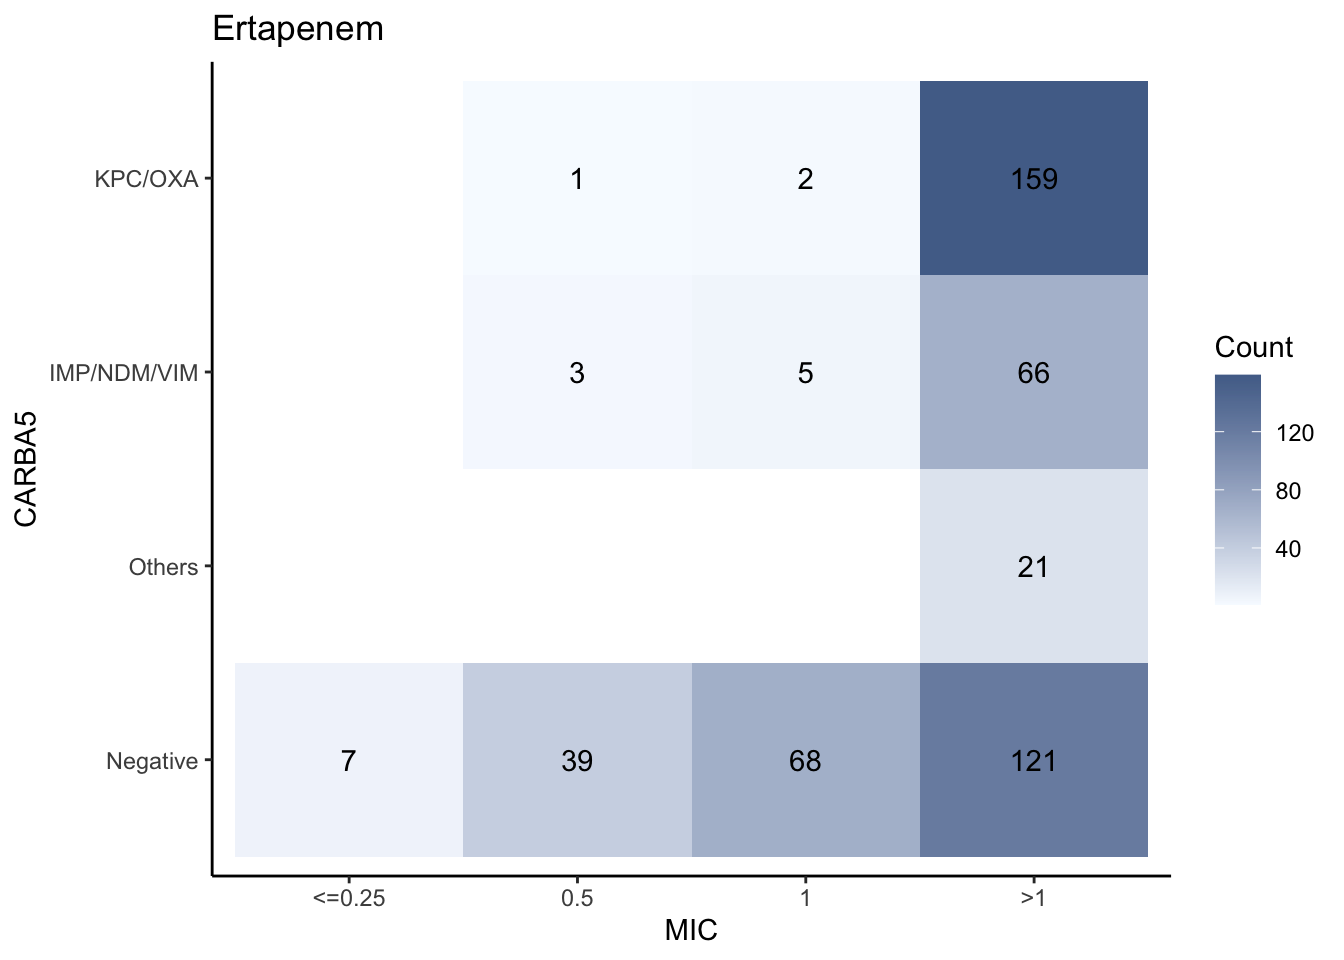 Ertapenem
KPC/OXA
1
2
159
IMP/NDM/VIM
3
5
66
Others
21
Negative
7
39
68
121
<=0.25
0.5
1
>1
MIC
CARBA5
Count
120
80
40